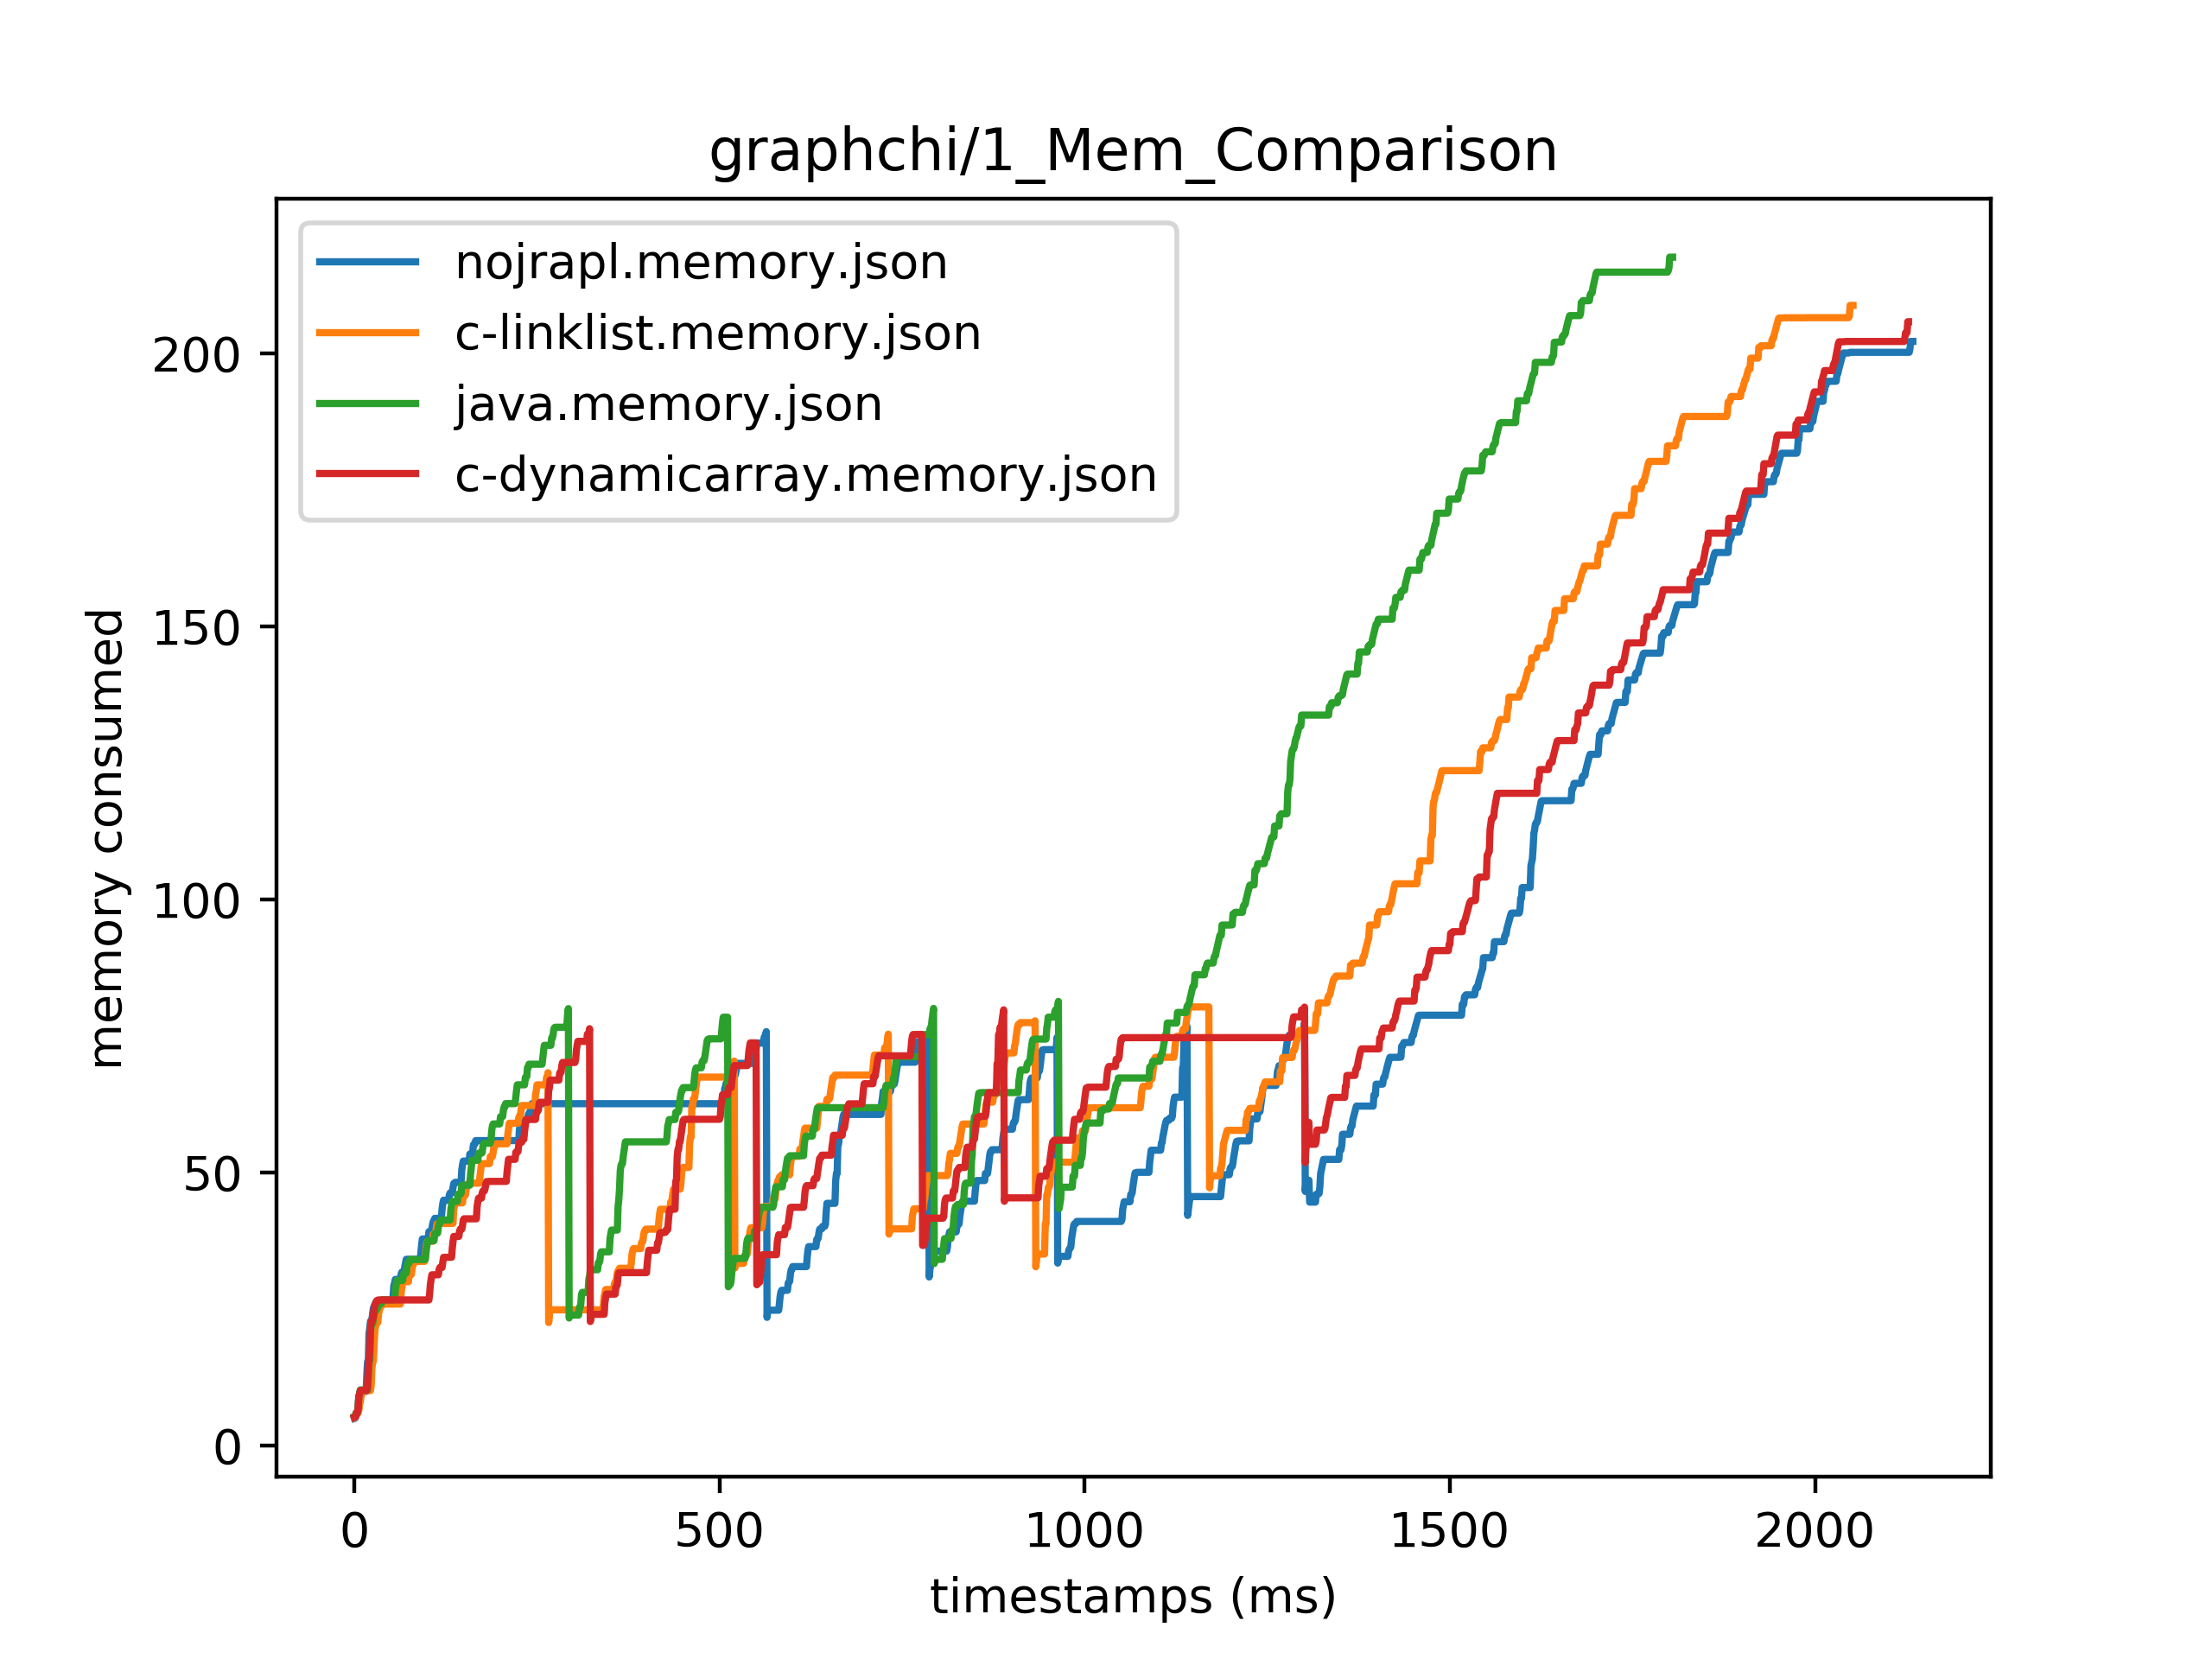 graphchi/1_Mem_Comparison
nojrapl.memory.json
c-linklist.memory.json
java.memory.json
c-dynamicarray.memory.json
memory consumed
200
150
100
50
0
0 500 1000 1500 2000
timestamps (ms)